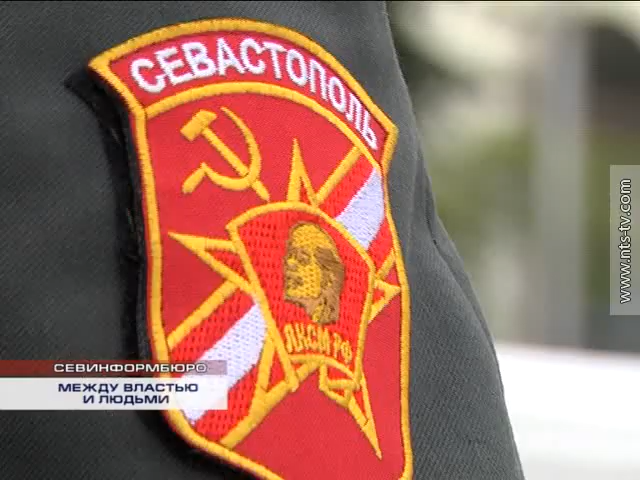 СЕВАСТОПОЛЬ
ЛКСМ РФ
www.nts-tv.com
СЕВИНФОРМБЮРО
МЕЖДУ ВЛАСТЬЮ
И ЛЮДЬМИ